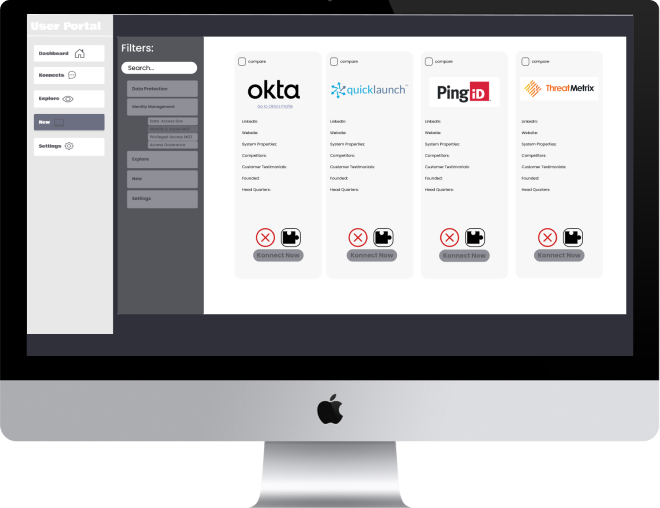 User Portal
Dashboard
Konnects
Explore
New
Settings
Filters:
Search...
Data Protection
Identity Management
Data Access Gov
Privileged Access MGT
Access Governance
Explore
New
Settings
compare
okta
Go to Okta's Profile
LinkedIn:
Website:
System Properties:
Competitors:
Customer Testimonials:
Founded:
Head Quarters:
Konnect Now
compare
quicklaunch
LinkedIn:
Website:
System Properties:
Competitors:
Customer Testimonials:
Founded:
Head Quarters:
Konnect Now
compare
Ping iD
LinkedIn:
Website:
System Properties:
Competitors:
Customer Testimonials:
Founded:
Head Quarters:
Konnect Now
compare
ThreatMetrix
LinkedIn:
Website:
System Properties:
Competitors:
Customer Testimonials:
Founded:
Head Quarters:
Konnect Now